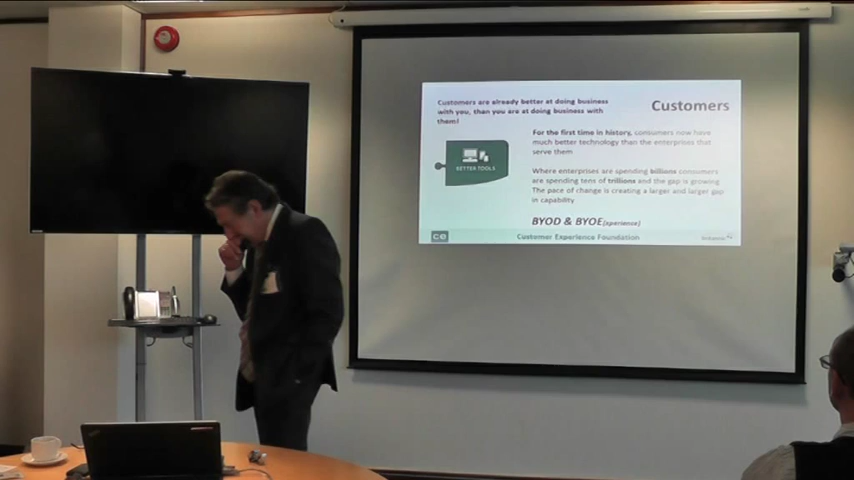 Customers are already better at doing business
with you, than you are at doing business with
them!
Customers
For the first time in history, consumers now have
much better technology than the enterprises that
serve them
BETTER TOOLS
Where enterprises are spending billions consumers
are spending tens of trillions and the gap is growing
The pace of change is creating a larger and larger gap
in capability
BYOD & BYOE(xperience)
ce
Customer Experience Foundation